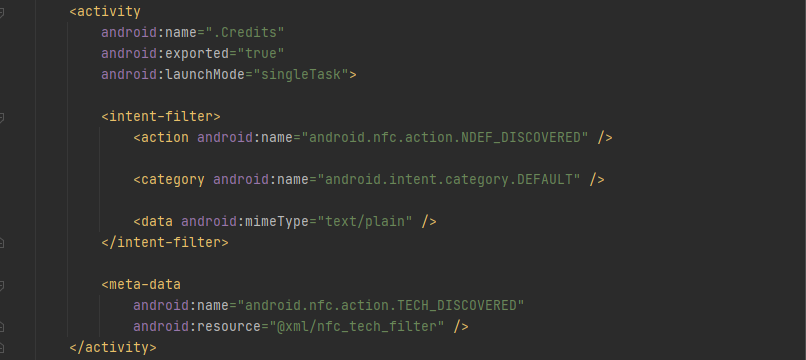 <activity
android:name=".Credits"
android:exported="true"
android:launchMode="singleTask">
<intent-filter>
<action android:name="android.nfc.action.NDEF_DISCOVERED" />
<category android:name="android.intent.category.DEFAULT" />
<data android:mimeType="text/plain" />
</intent-filter>
<meta-data
android:name="android.nfc.action.TECH_DISCOVERED"
android:resource="@xml/nfc_tech_filter" />
</activity>